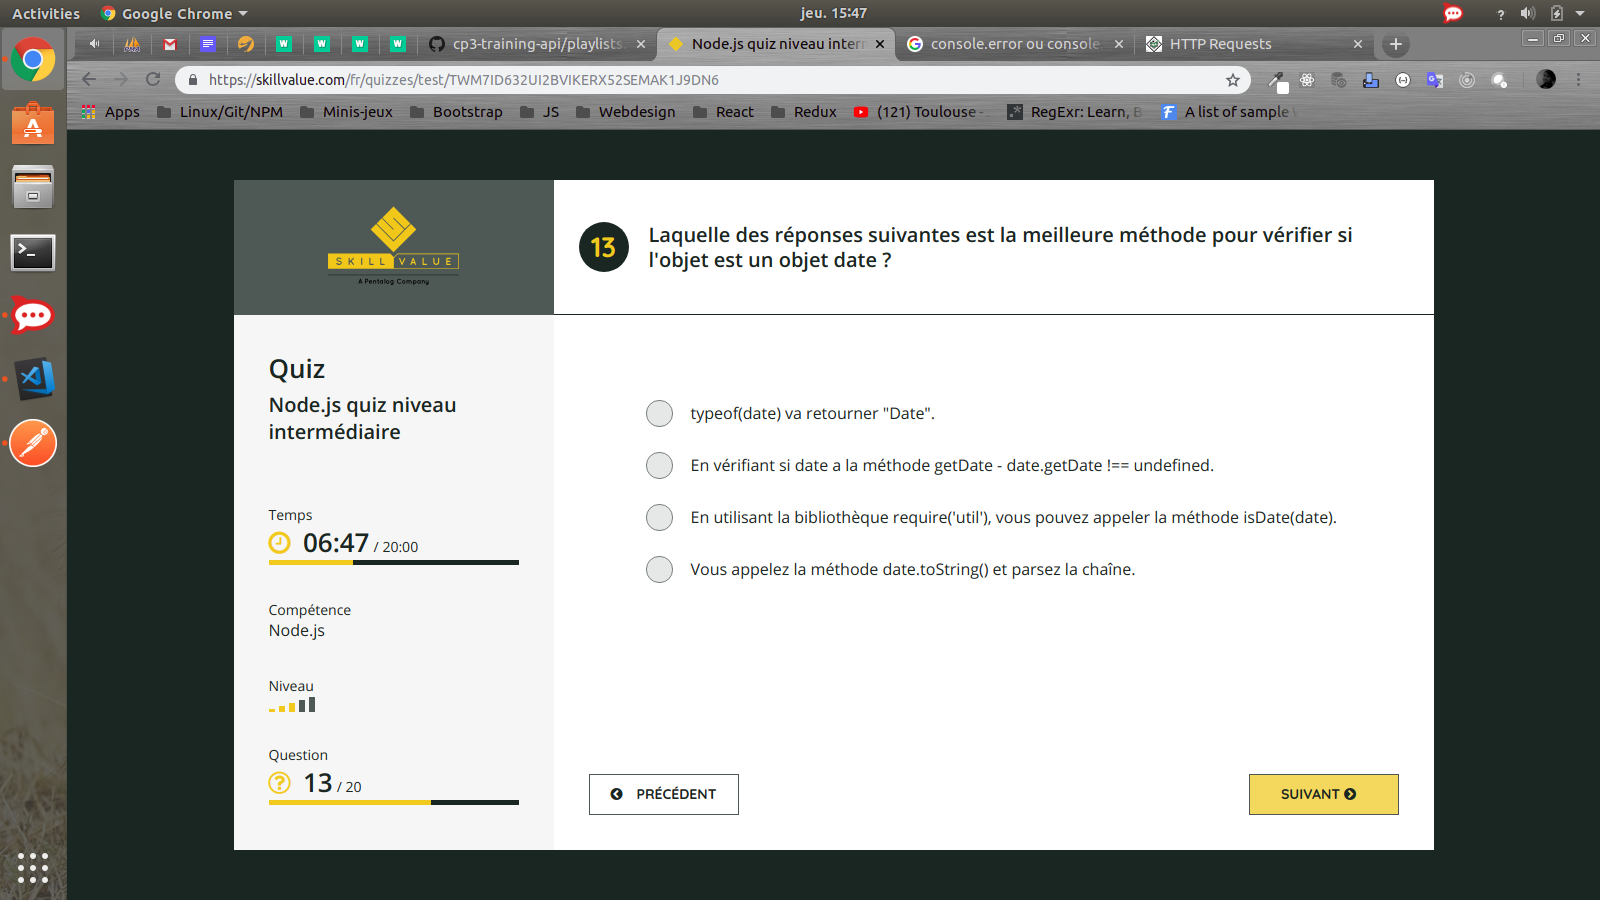 Activities
Google Chrome
jeu. 15:47
cp3-training-api/playlists
Node.js quiz niveau inter
console.error ou console.
HTTP Requests
https://skillvalue.com/fr/quizzes/test/TWM7ID632UI2BVIKERX52SEMAK1J9DN6
Apps
Linux/Git/NPM
Minis-jeux
Bootstrap
JS
Webdesign
React
Redux
(121) Toulouse -
RegExr: Learn, B
A list of sample
SKILL VALUE
A Pentalog Company
13
Laquelle des réponses suivantes est la meilleure méthode pour vérifier si
l'objet est un objet date ?
Quiz
Node.js quiz niveau
intermédiaire
Temps
06:47 / 20:00
Compétence
Node.js
Niveau
Question
13 / 20
typeof(date) va retourner "Date".
En vérifiant si date a la méthode getDate - date.getDate !== undefined.
En utilisant la bibliothèque require('util'), vous pouvez appeler la méthode isDate(date).
Vous appelez la méthode date.toString() et parsez la chaîne.
PRÉCÉDENT
SUIVANT